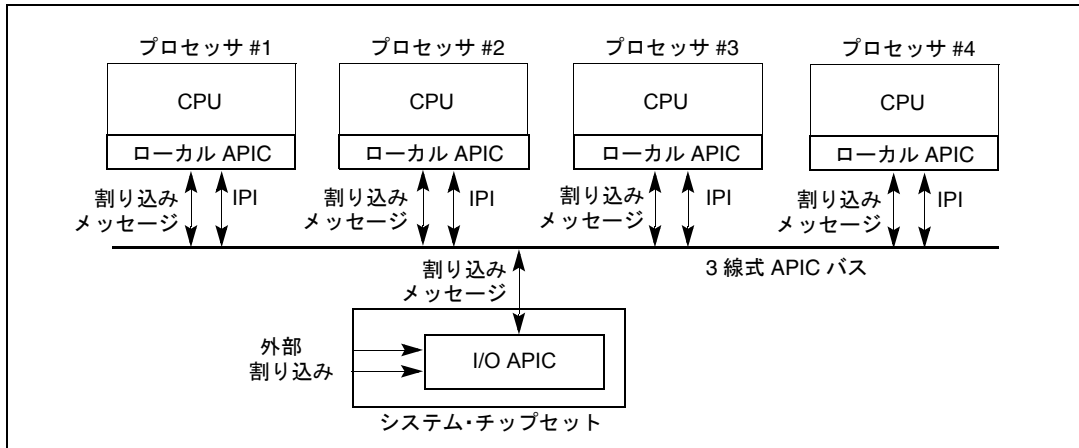 プロセッサ #1
プロセッサ #2
プロセッサ #3
プロセッサ #4
CPU
CPU
CPU
CPU
ローカル APIC
ローカル APIC
ローカル APIC
ローカル APIC
割り込み
メッセージ
IPI
割り込み
メッセージ
IPI
割り込み
メッセージ
IPI
割り込み
メッセージ
IPI
3 線式 APIC バス
割り込み
メッセージ
外部
割り込み
I/O APIC
システム・チップセット